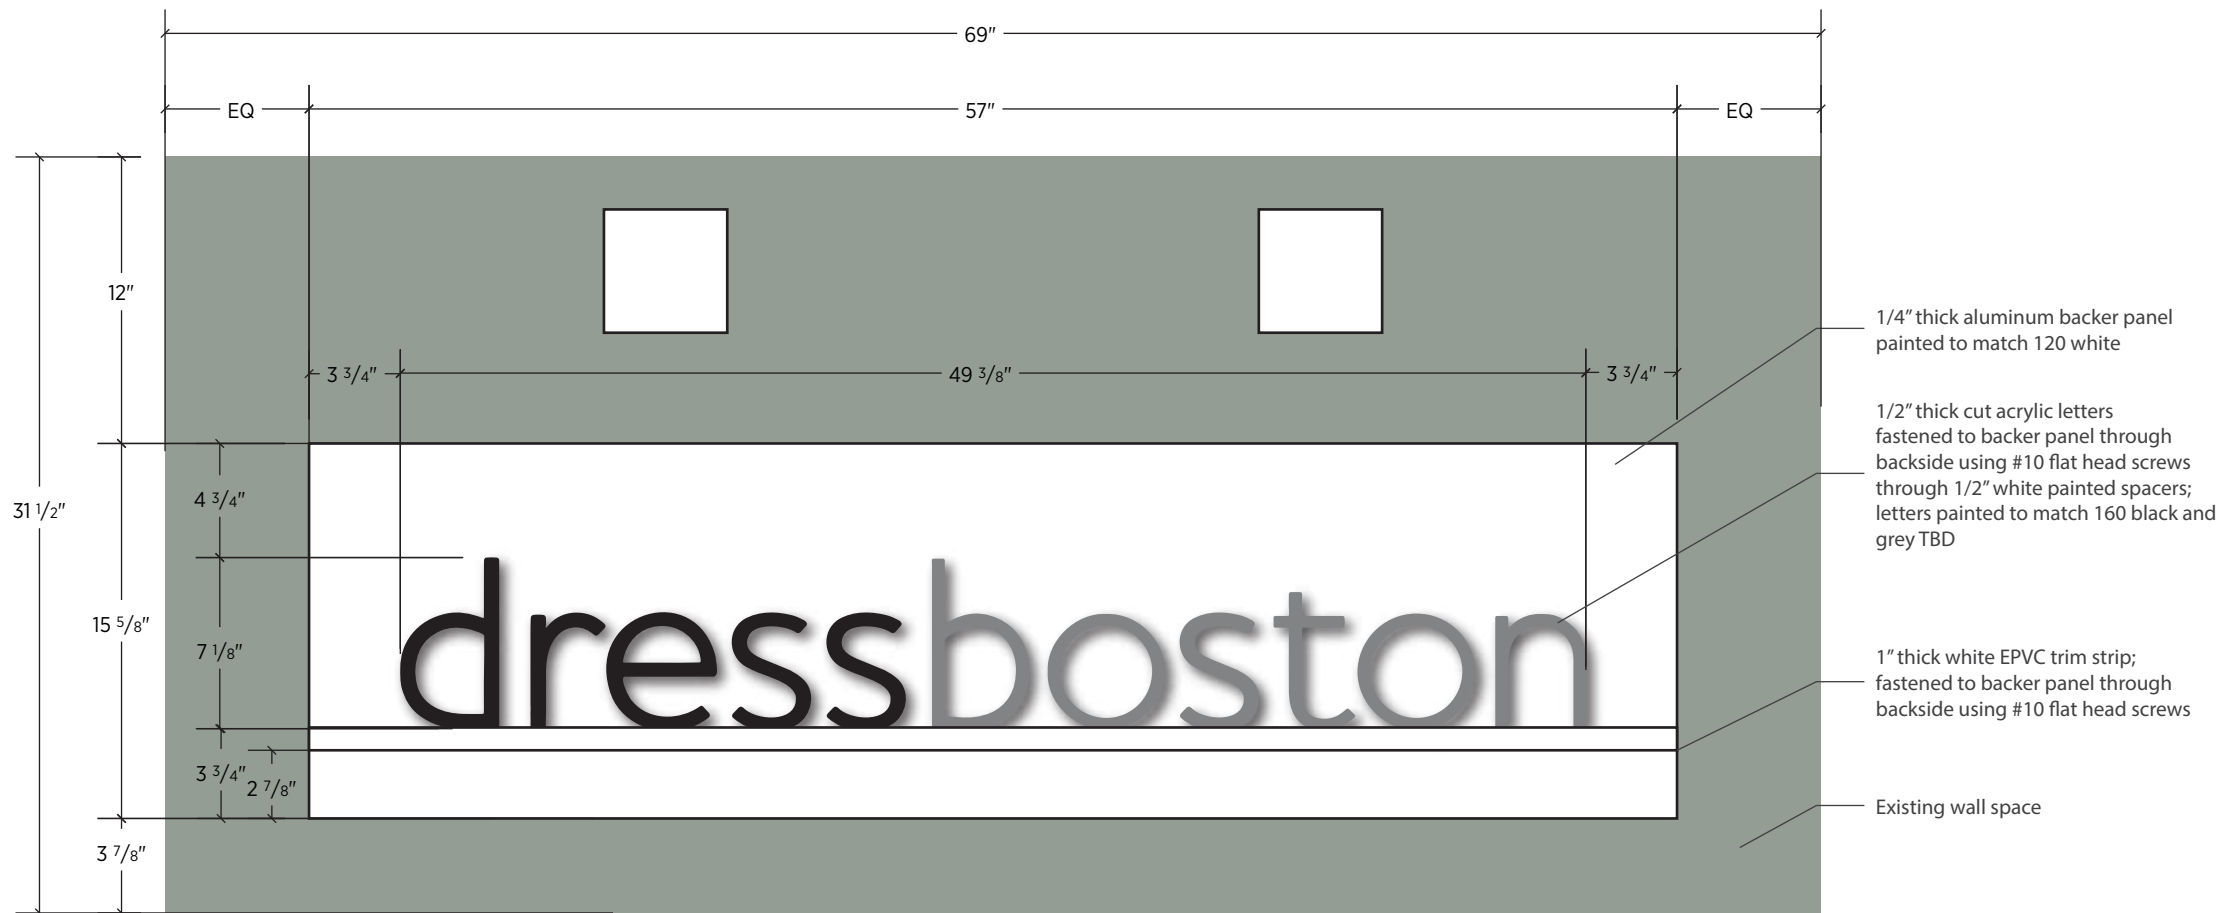 69"
EQ
57"
EQ
12"
3 3/4"
49 3/8"
3 3/4"
1/4" thick aluminum backer panel
painted to match 120 white
1/2" thick cut acrylic letters
fastened to backer panel through
backside using #10 flat head screws
through 1/2" white painted spacers;
letters painted to match 160 black and
grey TBD
4 3/4"
31 1/2"
15 5/8"
7 1/8"
dressboston
1" thick white EPVC trim strip;
fastened to backer panel through
backside using #10 flat head screws
3 3/4"
2 7/8"
Existing wall space
3 7/8"